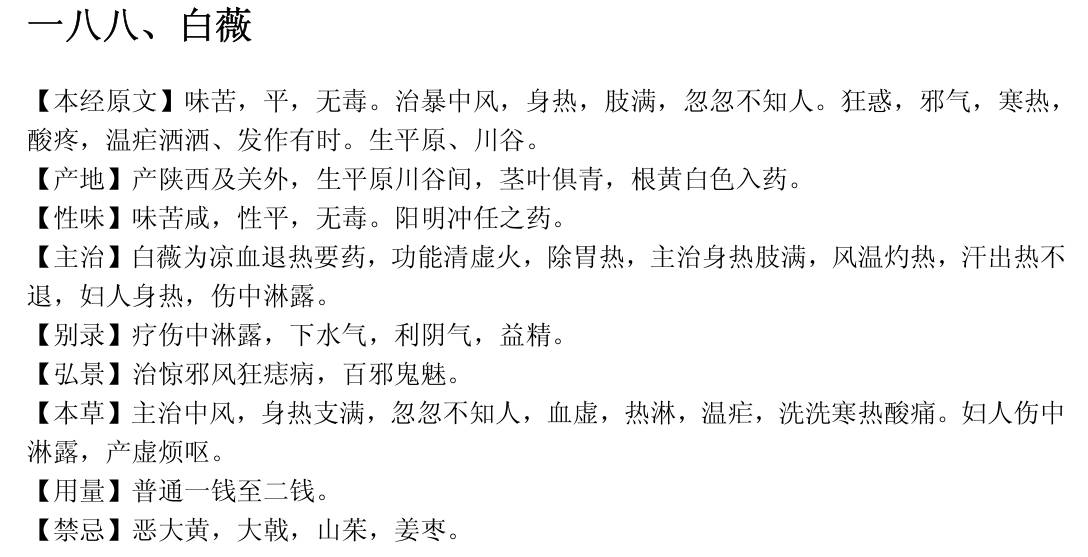 一八八、白薇
【本经原文】味苦，平，无毒。治暴中风，身热，肢满，忽忽不知人。狂惑，邪气，寒热，
酸疼，温疟洒洒、发作有时。生平原、川谷。
【产地】产陕西及关外，生平原川谷间，茎叶俱青，根黄白色入药。
【性味】味苦咸，性平，无毒。阳明冲任之药。
【主治】白薇为凉血退热要药，功能清虚火，除胃热，主治身热肢满，风温灼热，汗出热不
退，妇人身热，伤中淋露。
【别录】疗伤中淋露，下水气，利阴气，益精。
【弘景】治惊邪风狂痣病，百邪鬼魅。
【本草】主治中风，身热支满，忽忽不知人，血虚，热淋，温疟，洗洗寒热酸痛。妇人伤中
淋露，产虚烦呕。
【用量】普通一钱至二钱。
【禁忌】恶大黄，大戟，山茱，姜枣。